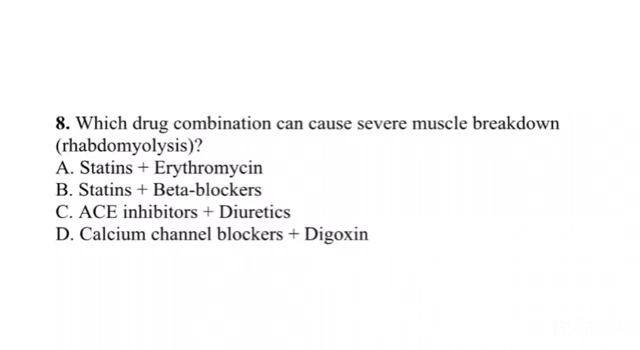 8. Which drug combination can cause severe muscle breakdown
(rhabdomyolysis)?
A. Statins + Erythromycin
B. Statins + Beta-blockers
C. ACE inhibitors + Diuretics
D. Calcium channel blockers + Digoxin